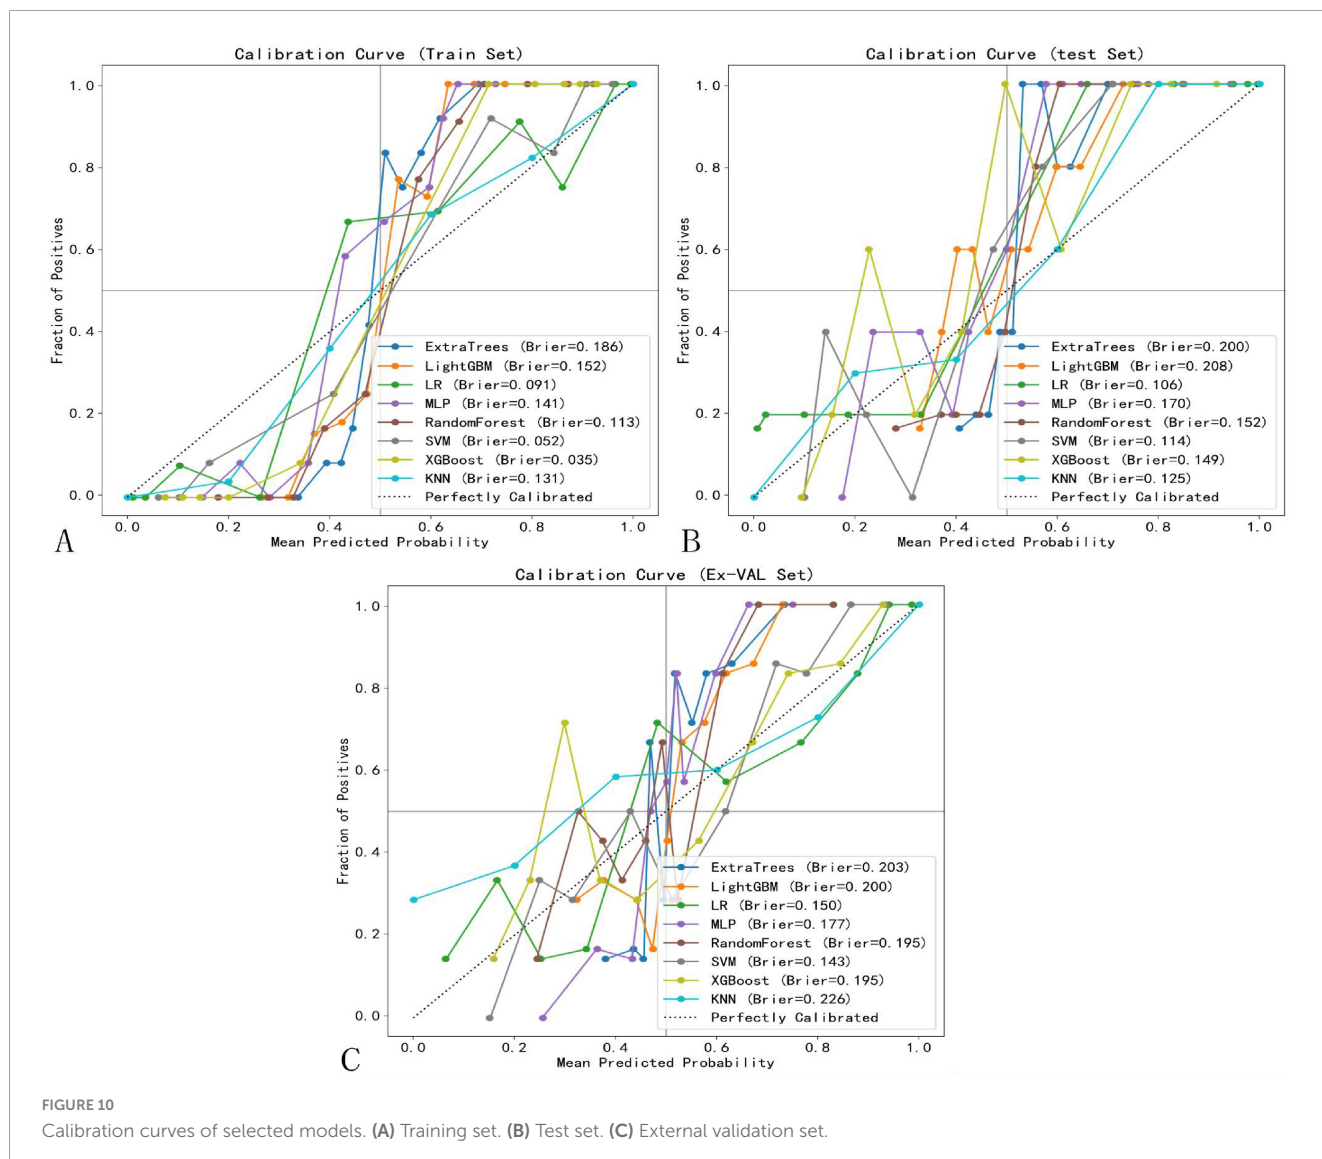 Calibration Curve (Train Set)
Fraction of Positives
1.0
0.8
0.6
0.4
0.2
0.0
ExtraTrees (Brier=0.186)
LightGBM (Brier=0.152)
LR (Brier=0.091)
MLP (Brier=0.141)
RandomForest (Brier=0.113)
SVM (Brier=0.052)
XGBoost (Brier=0.035)
KNN (Brier=0.131)
Perfectly Calibrated
0.0 0.2 0.4 0.6 0.8 1.0
Mean Predicted Probability
A
Calibration Curve (test Set)
Fraction of Positives
1.0
0.8
0.6
0.4
0.2
0.0
ExtraTrees (Brier=0.200)
LightGBM (Brier=0.208)
LR (Brier=0.106)
MLP (Brier=0.170)
RandomForest (Brier=0.152)
SVM (Brier=0.114)
XGBoost (Brier=0.149)
KNN (Brier=0.125)
Perfectly Calibrated
0.0 0.2 0.4 0.6 0.8 1.0
Mean Predicted Probability
B
Calibration Curve (Ex-VAL Set)
Fraction of Positives
1.0
0.8
0.6
0.4
0.2
0.0
ExtraTrees (Brier=0.203)
LightGBM (Brier=0.200)
LR (Brier=0.150)
MLP (Brier=0.177)
RandomForest (Brier=0.195)
SVM (Brier=0.143)
XGBoost (Brier=0.195)
KNN (Brier=0.226)
Perfectly Calibrated
0.0 0.2 0.4 0.6 0.8 1.0
Mean Predicted Probability
C
FIGURE 10
Calibration curves of selected models. (A) Training set. (B) Test set. (C) External validation set.